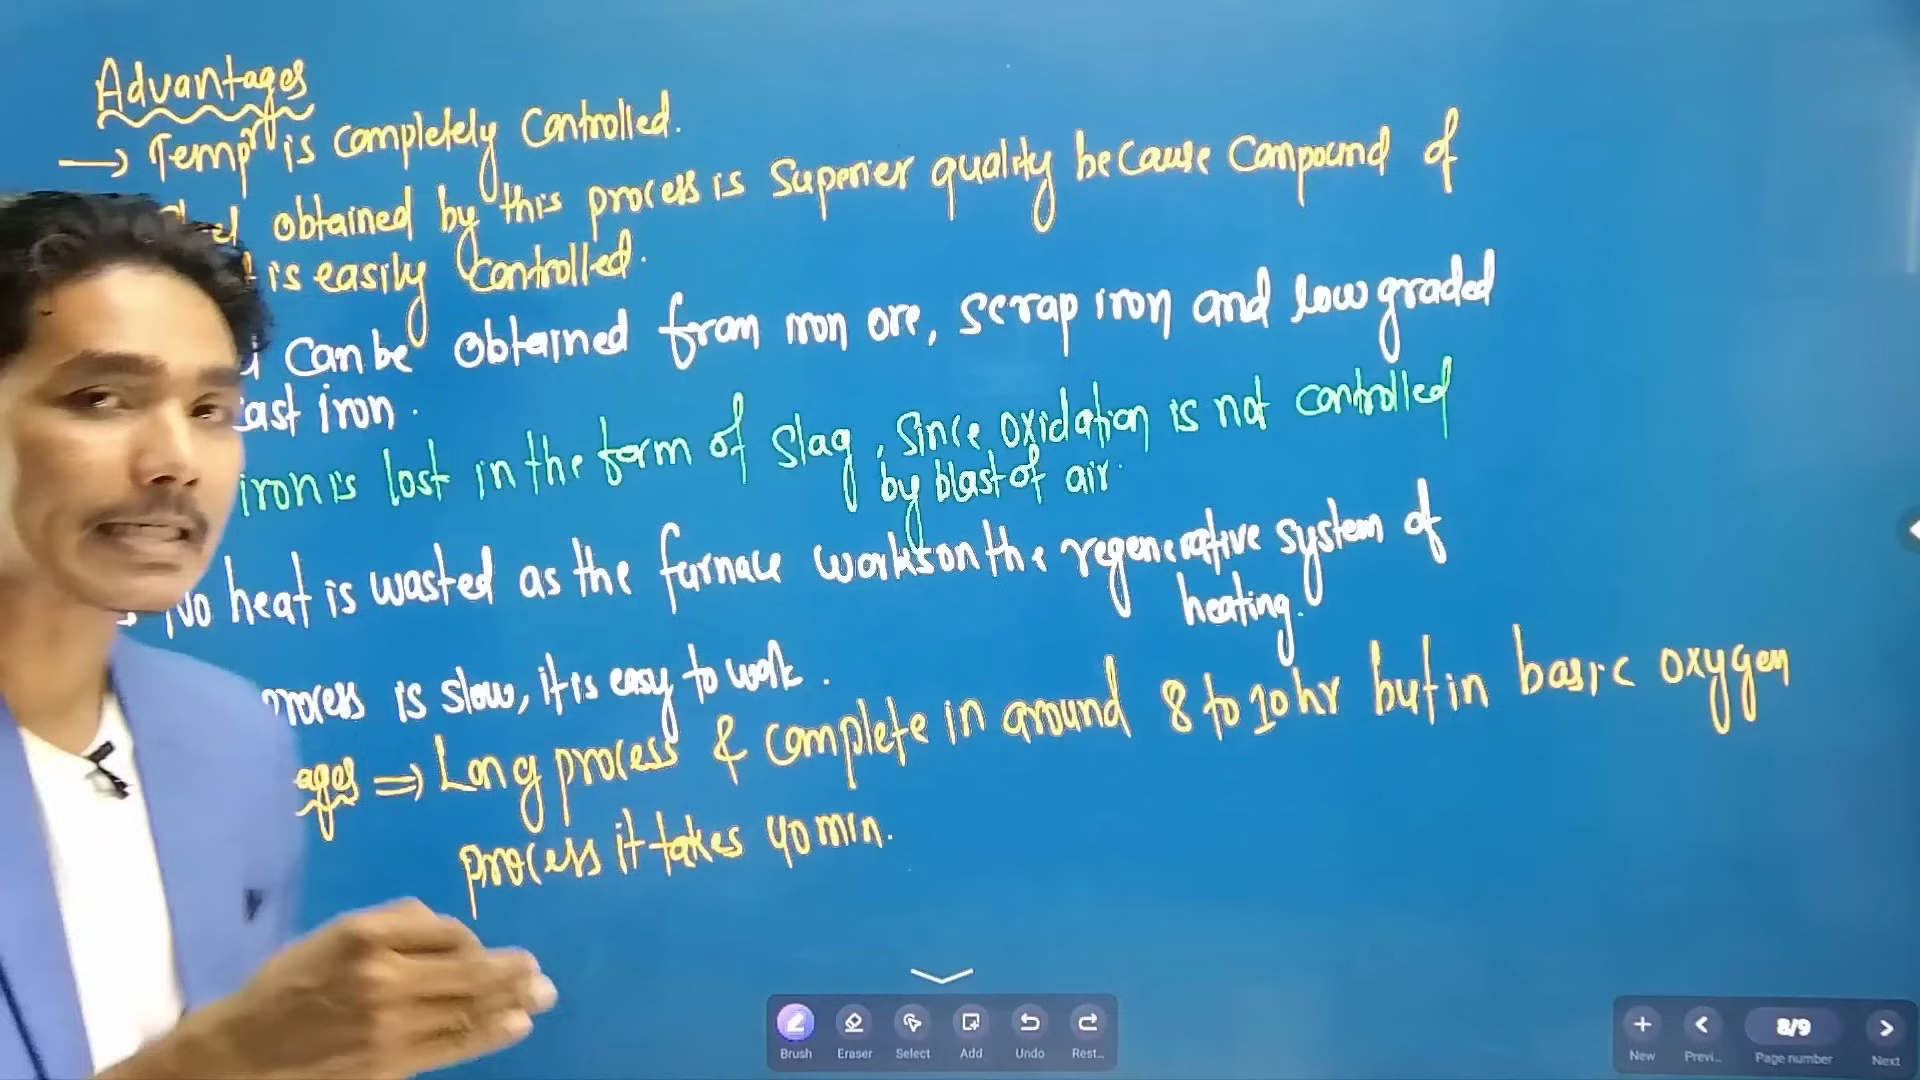 Advantages
→ Tempr is completely Controlled.
obtained by this process is Superier quality because Compound of
is easily Controlled.
Can be obtained from iron ore, scrap iron and low graded
cast iron.
iron is lost in the form of slag, since oxidation is not controlled
by blast of air.
No heat is wasted as the furnace works on the regenerative system of
heating.
process is slow, it is easy to work.
ages ⇒ Long process & complete in around 8 to 10 hr but in basic oxygen
process it takes 40 min.
Brush Eraser Select Add Undo Rest...
New Previ... 8/9 Page number Next